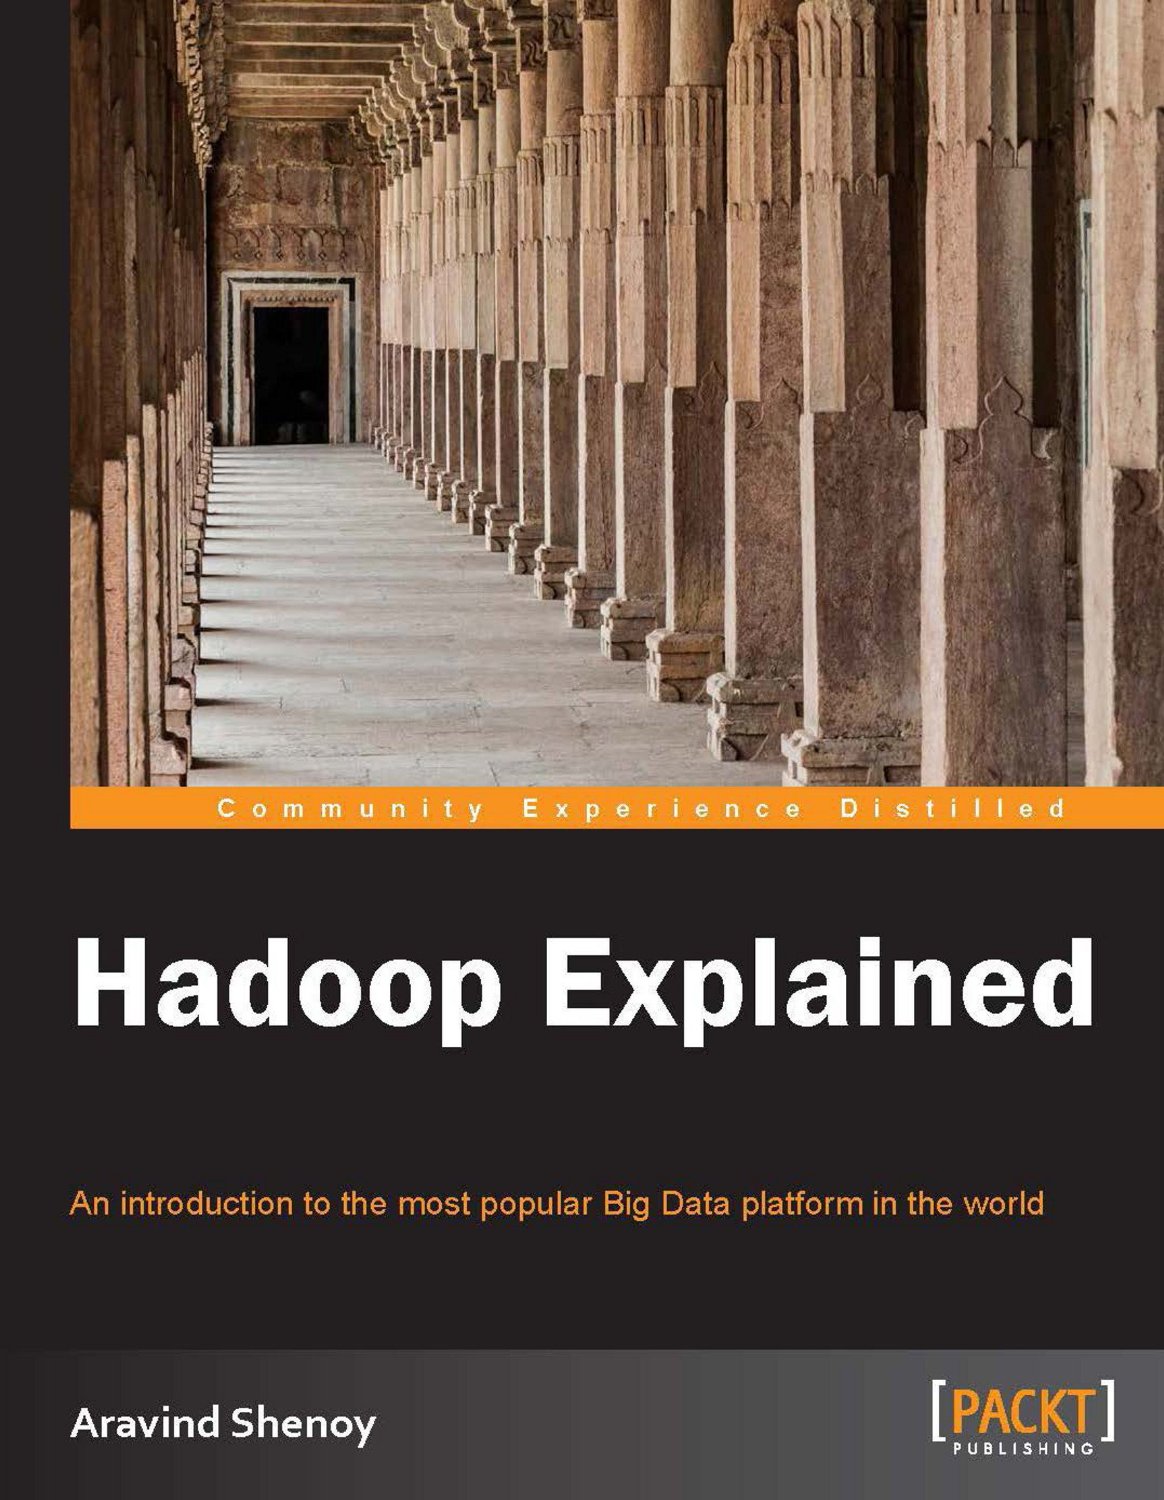 Community Experience Distilled
Hadoop Explained
An introduction to the most popular Big Data platform in the world
Aravind Shenoy
[PACKT]
PUBLISHING